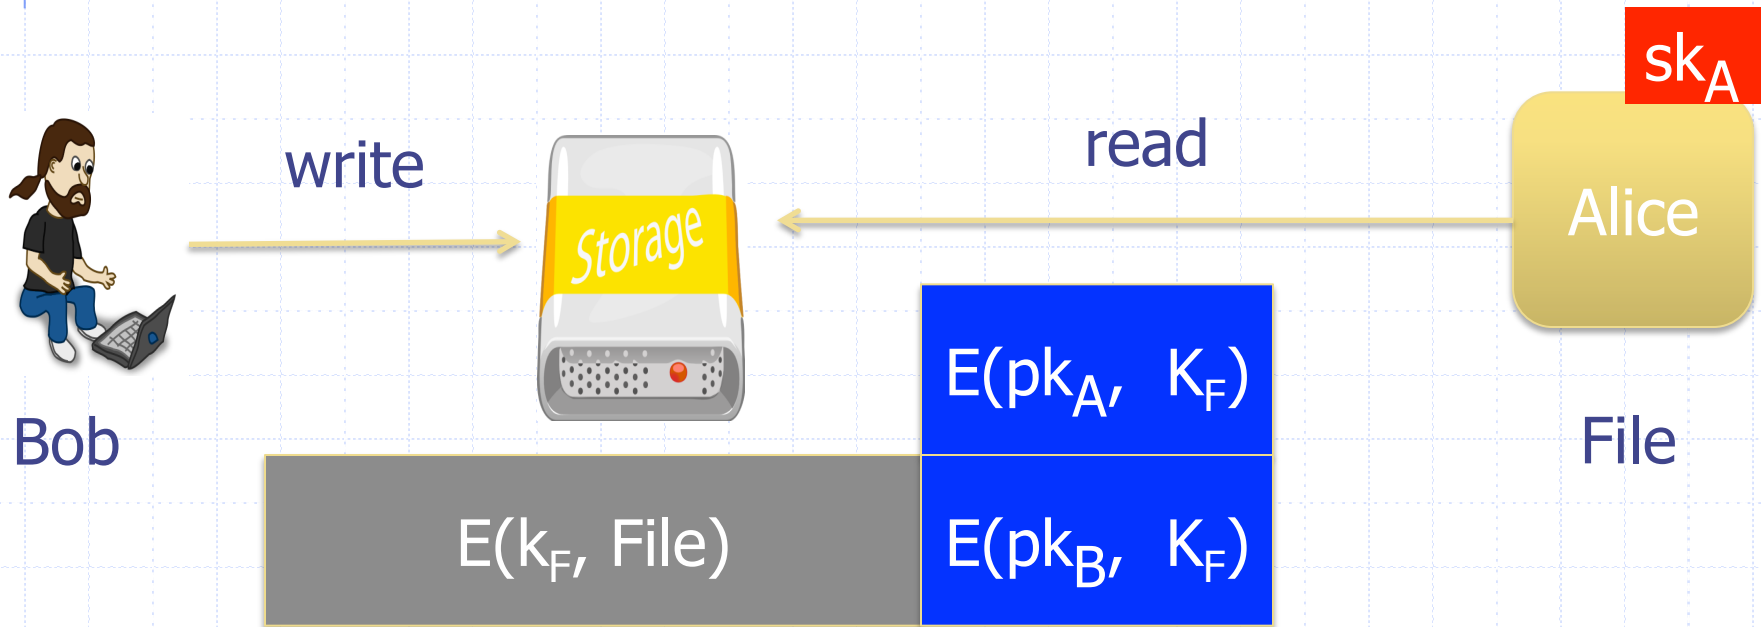 sk_A
write
read
Storage
Alice
E(pk_A, K_F)
Bob
File
E(k_F, File)
E(pk_B, K_F)